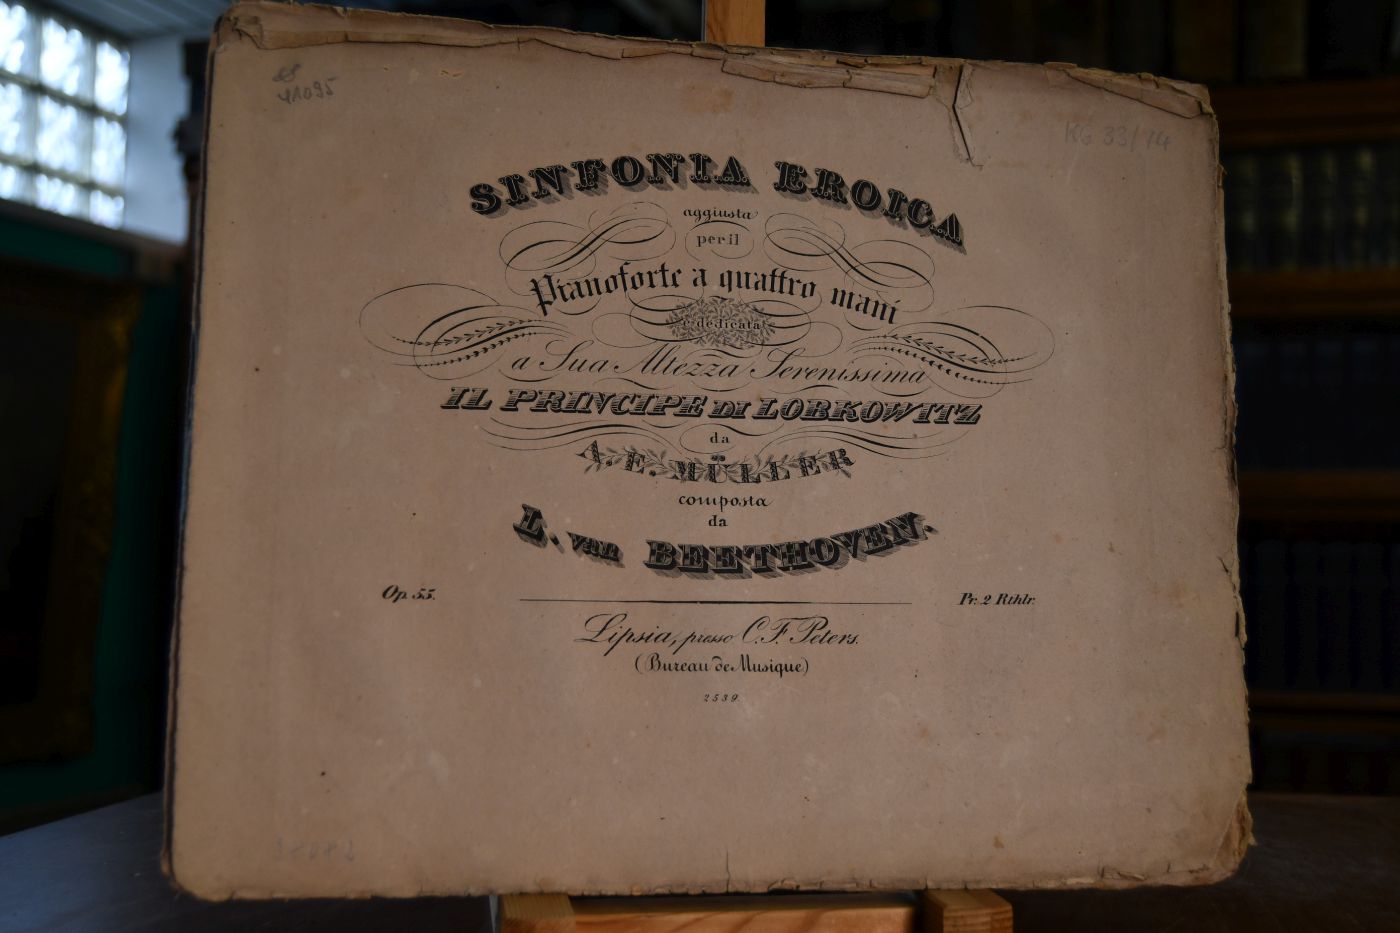 41095
KG 33/14
SINFONIA EROICA
aggiusta
per il
Pianoforte a quattro mani
e dedicata
a Sua Altezza Serenissima
IL PRINCIPE DI LORKOWITZ
da
A. E. MÜLLER
composta
da
L. van BEETHOVEN.
Op. 55.
Pr. 2 Rthlr.
Lipsia, presso C. F. Peters.
(Bureau de Musique)
2539